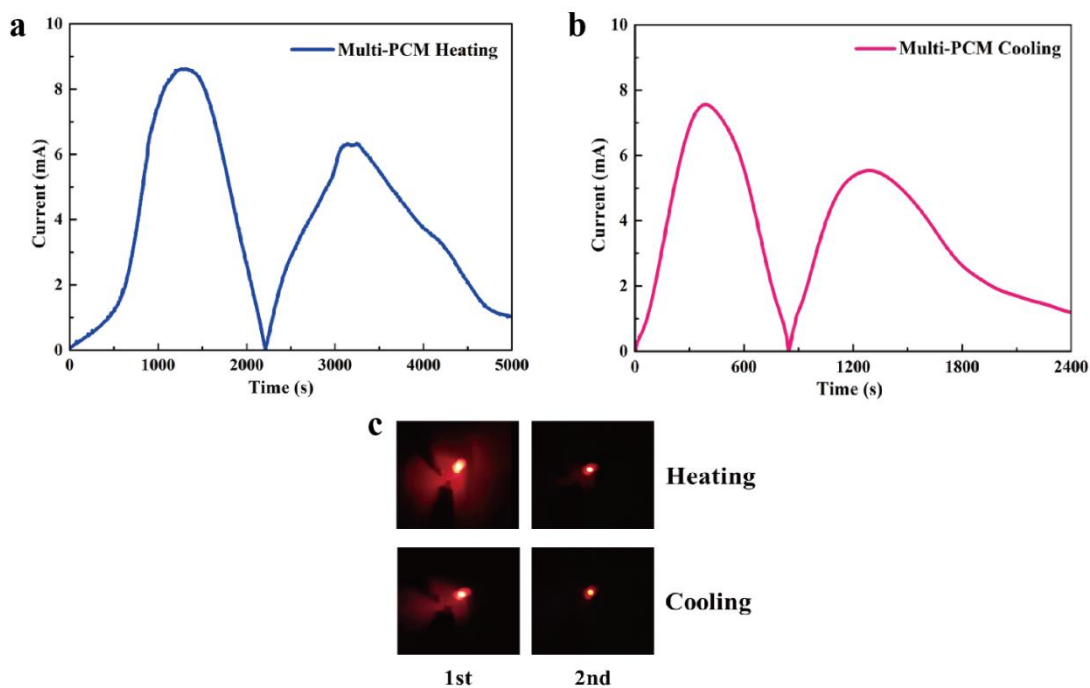 a
10
Multi-PCM Heating
8
6
4
2
0
Current (mA)
0 1000 2000 3000 4000 5000
Time (s)
b
10
Multi-PCM Cooling
8
6
4
2
0
Current (mA)
0 600 1200 1800 2400
Time (s)
c
Heating
Cooling
1st 2nd